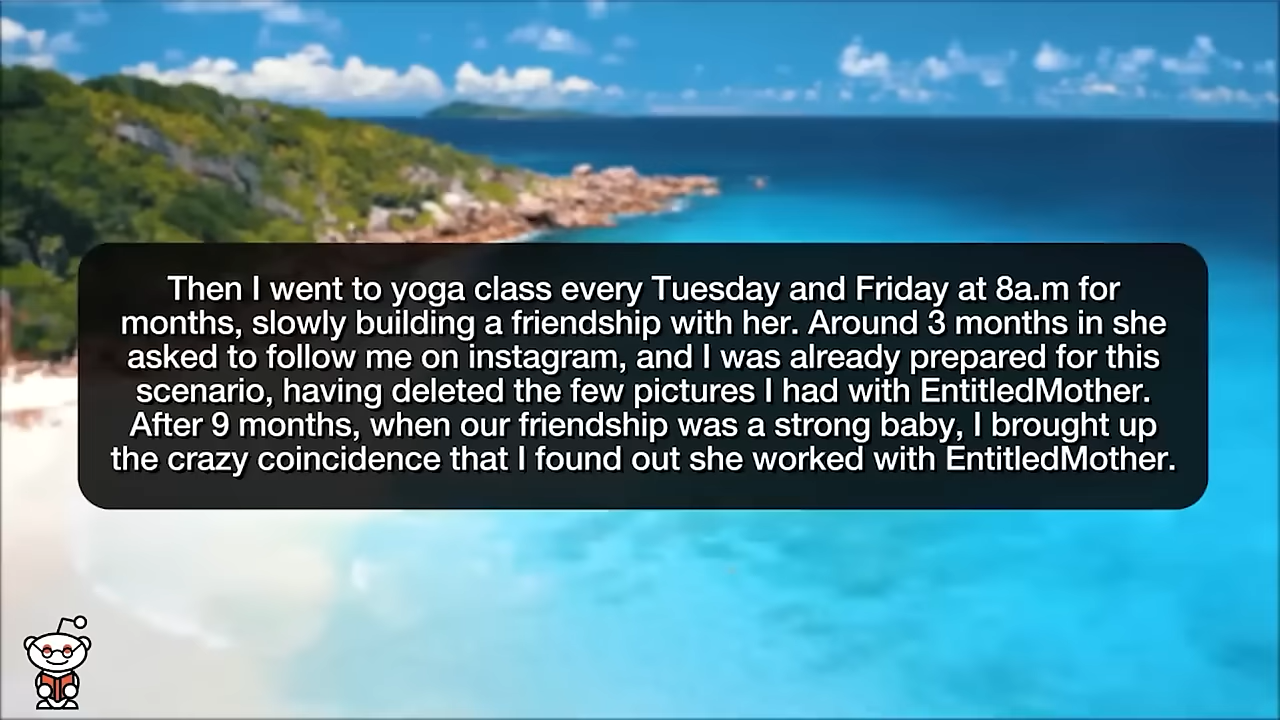 Then I went to yoga class every Tuesday and Friday at 8a.m for
months, slowly building a friendship with her. Around 3 months in she
asked to follow me on instagram, and I was already prepared for this
scenario, having deleted the few pictures I had with EntitledMother.
After 9 months, when our friendship was a strong baby, I brought up
the crazy coincidence that I found out she worked with EntitledMother.